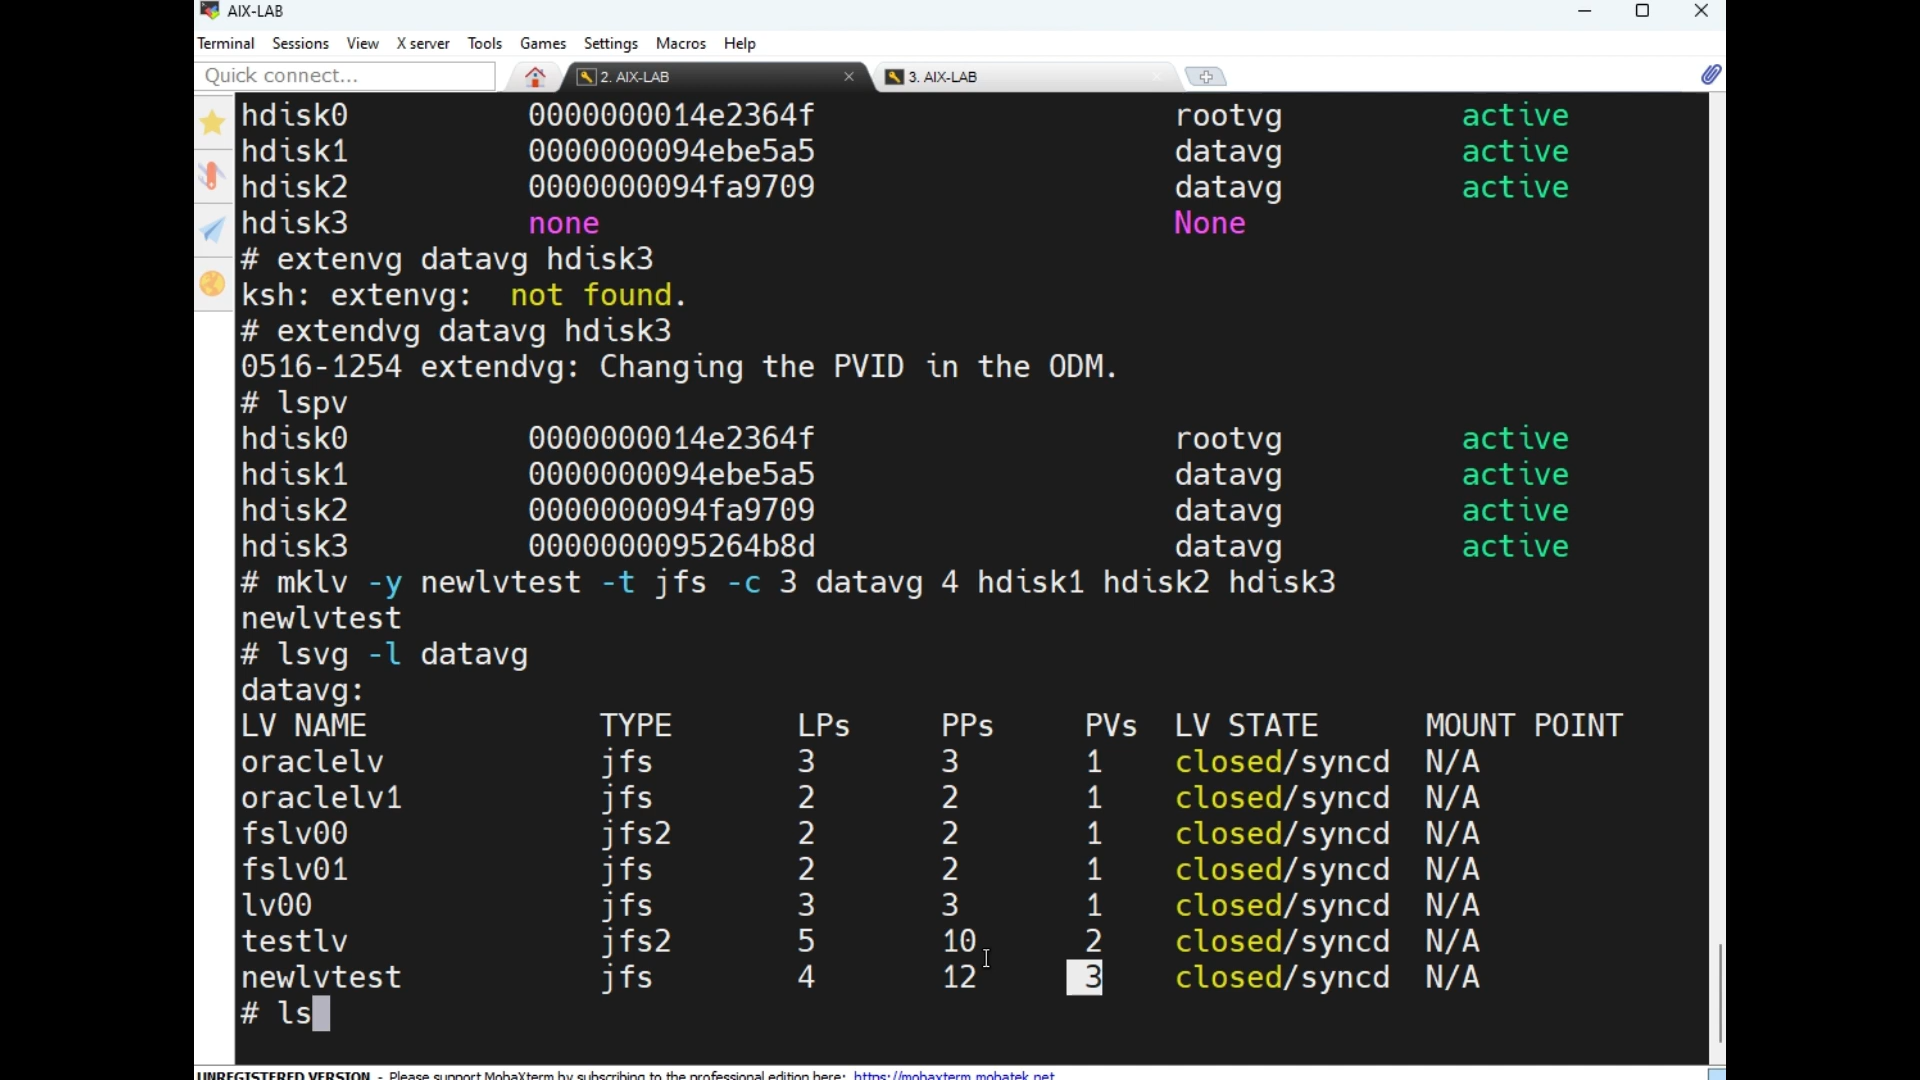 AIX-LAB
Terminal Sessions View X server Tools Games Settings Macros Help
Quick connect... 2. AIX-LAB 3. AIX-LAB
hdisk0 0000000014e2364f rootvg active
hdisk1 0000000094ebe5a5 datavg active
hdisk2 0000000094fa9709 datavg active
hdisk3 none None
# extenvg datavg hdisk3
ksh: extenvg: not found.
# extendvg datavg hdisk3
0516-1254 extendvg: Changing the PVID in the ODM.
# lspv
hdisk0 0000000014e2364f rootvg active
hdisk1 0000000094ebe5a5 datavg active
hdisk2 0000000094fa9709 datavg active
hdisk3 0000000095264b8d datavg active
# mklv -y newlvtest -t jfs -c 3 datavg 4 hdisk1 hdisk2 hdisk3
newlvtest
# lsvg -l datavg
datavg:
LV NAME TYPE LPs PPs PVs LV STATE MOUNT POINT
oraclelv jfs 3 3 1 closed/syncd N/A
oraclelv1 jfs 2 2 1 closed/syncd N/A
fslv00 jfs2 2 2 1 closed/syncd N/A
fslv01 jfs 2 2 1 closed/syncd N/A
lv00 jfs 3 3 1 closed/syncd N/A
testlv jfs2 5 10 2 closed/syncd N/A
newlvtest jfs 4 12 3 closed/syncd N/A
# ls
UNREGISTERED VERSION - Please support MobaXterm by subscribing to the professional edition here: https://mobaxterm.mobatek.net